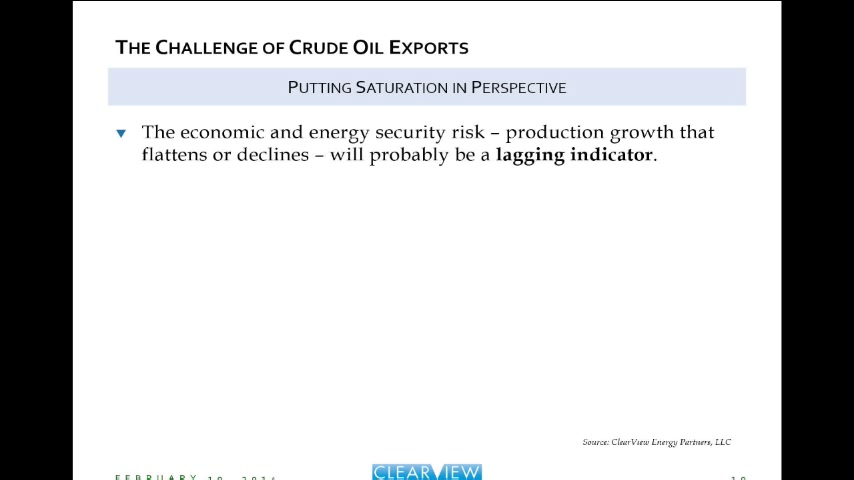 THE CHALLENGE OF CRUDE OIL EXPORTS
PUTTING SATURATION IN PERSPECTIVE
The economic and energy security risk – production growth that
flattens or declines – will probably be a lagging indicator.
Source: ClearView Energy Partners, LLC
FEBRUARY
CLEARVIEW